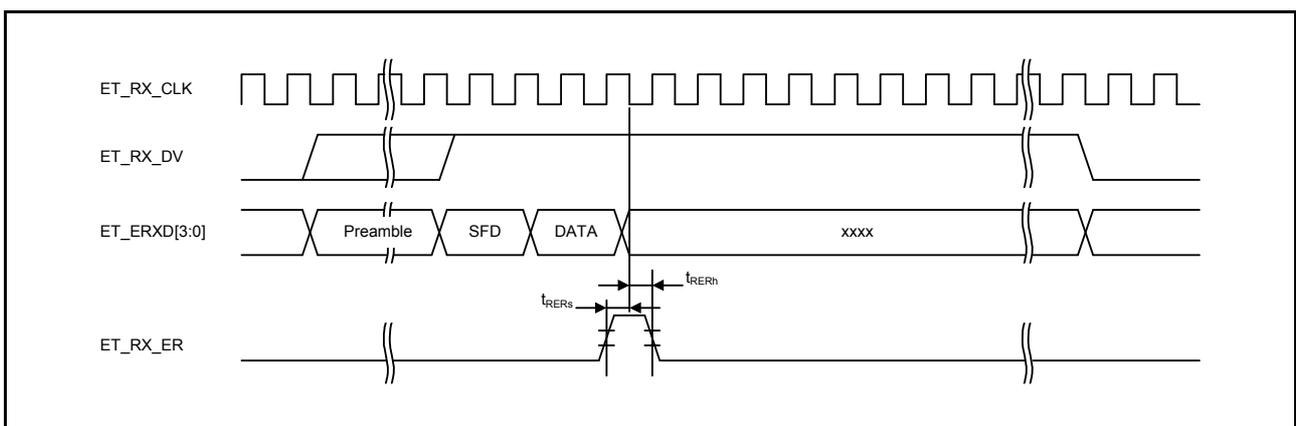 ET_RX_CLK
ET_RX_DV
ET_ERXD[3:0]
Preamble
SFD
DATA
xxxx
tRERh
tRERs
ET_RX_ER